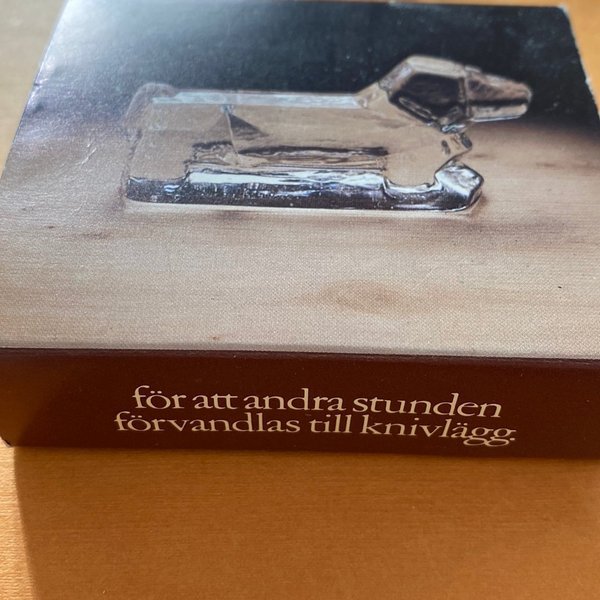 för att andra stunden
förvandlas till knivlägg.